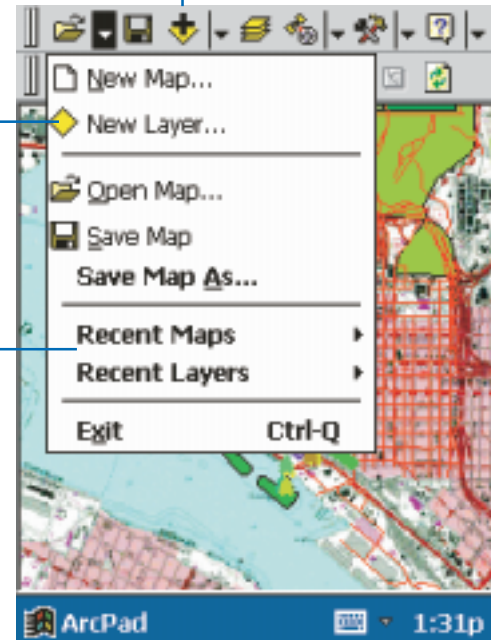 New Map...
New Layer...
Open Map...
Save Map
Save Map As...
Recent Maps
Recent Layers
Exit Ctrl-Q
ArcPad 1:31p